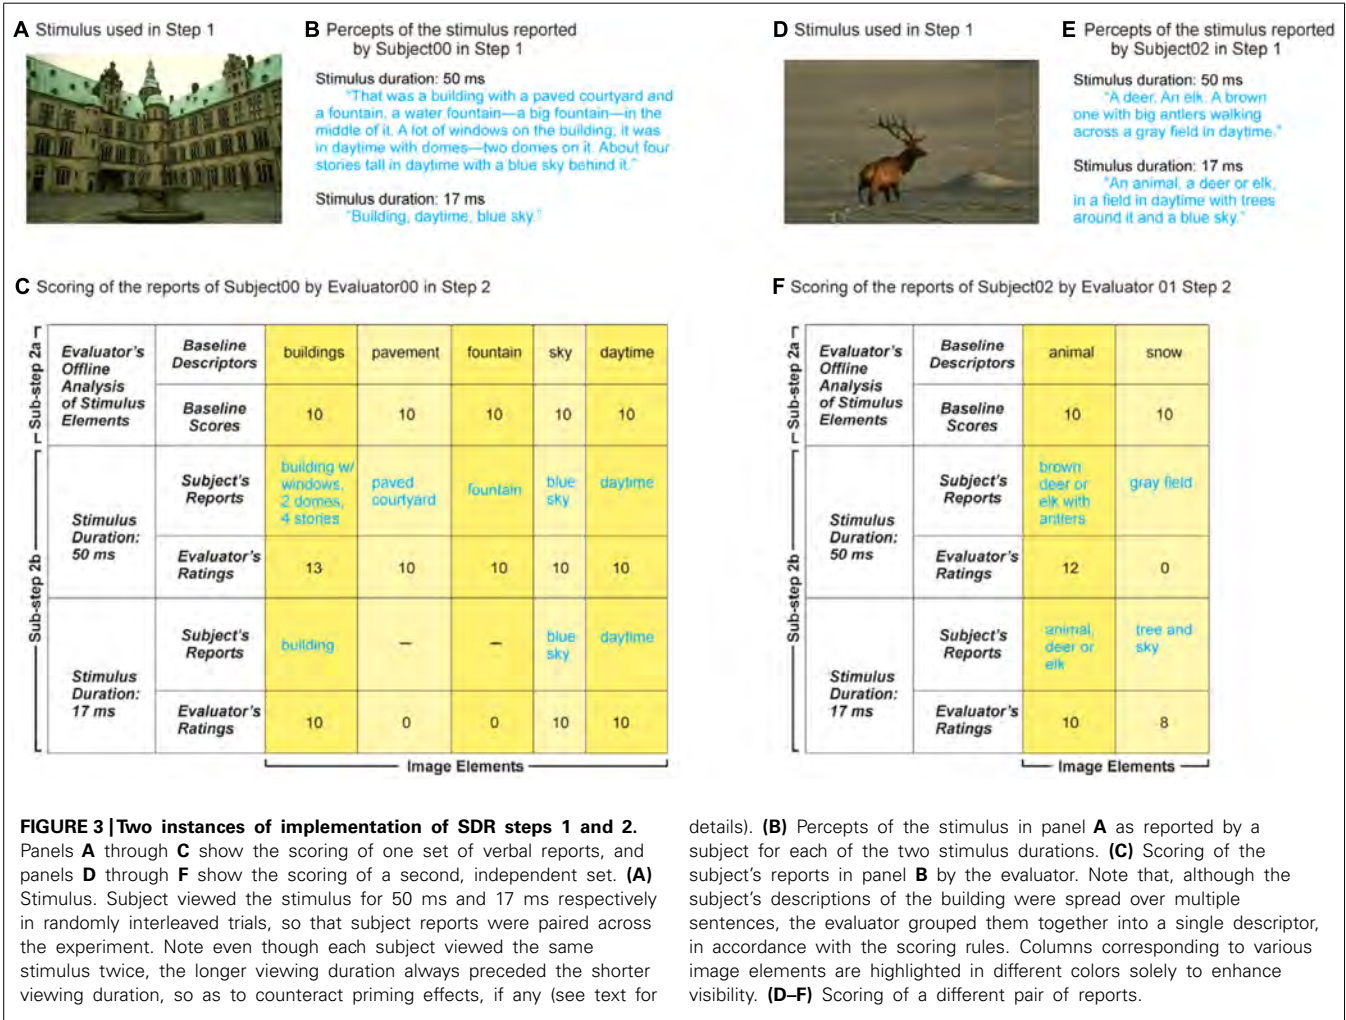 A Stimulus used in Step 1
B Percepts of the stimulus reported
by Subject00 in Step 1
Stimulus duration: 50 ms
"That was a building with a paved courtyard and
a fountain, a water fountain—a big fountain—in the
middle of it. A lot of windows on the building; it was
in daytime with domes—two domes on it. About four
stories tall in daytime with a blue sky behind it."
Stimulus duration: 17 ms
"Building, daytime, blue sky."
D Stimulus used in Step 1
E Percepts of the stimulus reported
by Subject02 in Step 1
Stimulus duration: 50 ms
"A deer. An elk. A brown
one with big antlers walking
across a gray field in daytime."
Stimulus duration: 17 ms
"An animal, a deer or elk,
in a field in daytime with trees
around it and a blue sky."
C Scoring of the reports of Subject00 by Evaluator00 in Step 2
Sub-step 2a
Evaluator's
Offline
Analysis
of Stimulus
Elements
Baseline
Descriptors
buildings pavement fountain sky daytime
Baseline
Scores
10 10 10 10 10
Sub-step 2b
Stimulus
Duration:
50 ms
Subject's
Reports
building w/
windows,
2 domes,
4 stories
paved
courtyard
fountain
blue
sky
daytime
Evaluator's
Ratings
13 10 10 10 10
Stimulus
Duration:
17 ms
Subject's
Reports
building – –
blue
sky
daytime
Evaluator's
Ratings
10 0 0 10 10
Image Elements
F Scoring of the reports of Subject02 by Evaluator 01 Step 2
Sub-step 2a
Evaluator's
Offline
Analysis
of Stimulus
Elements
Baseline
Descriptors
animal snow
Baseline
Scores
10 10
Sub-step 2b
Stimulus
Duration:
50 ms
Subject's
Reports
brown
deer or
elk with
antlers
gray field
Evaluator's
Ratings
12 0
Stimulus
Duration:
17 ms
Subject's
Reports
animal,
deer or
elk
tree and
sky
Evaluator's
Ratings
10 8
Image Elements
FIGURE 3 | Two instances of implementation of SDR steps 1 and 2.
Panels A through C show the scoring of one set of verbal reports, and
panels D through F show the scoring of a second, independent set. (A)
Stimulus. Subject viewed the stimulus for 50 ms and 17 ms respectively
in randomly interleaved trials, so that subject reports were paired across
the experiment. Note even though each subject viewed the same
stimulus twice, the longer viewing duration always preceded the shorter
viewing duration, so as to counteract priming effects, if any (see text for
details). (B) Percepts of the stimulus in panel A as reported by a
subject for each of the two stimulus durations. (C) Scoring of the
subject's reports in panel B by the evaluator. Note that, although the
subject's descriptions of the building were spread over multiple
sentences, the evaluator grouped them together into a single descriptor,
in accordance with the scoring rules. Columns corresponding to various
image elements are highlighted in different colors solely to enhance
visibility. (D–F) Scoring of a different pair of reports.